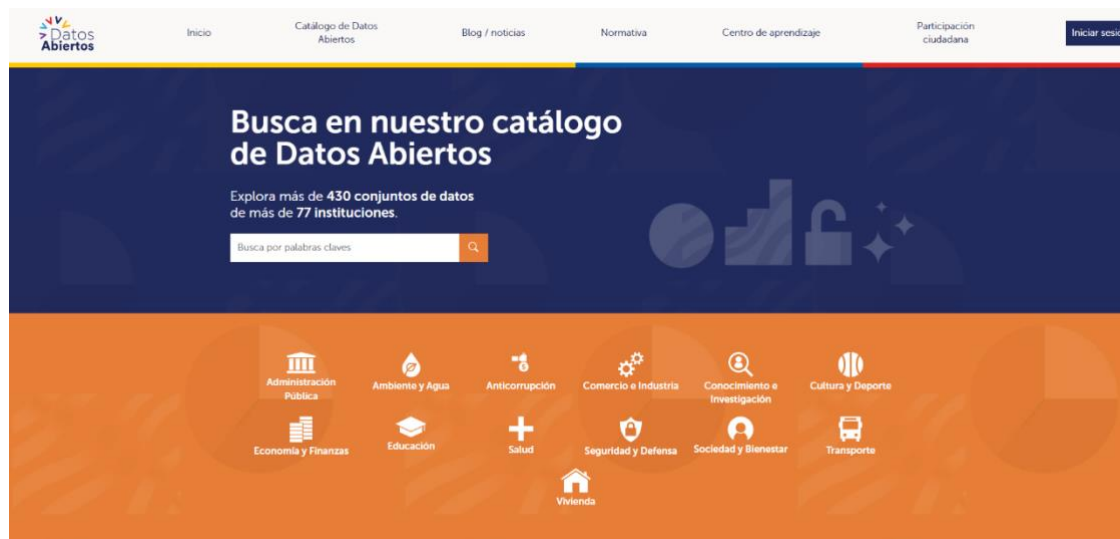 Datos
Abiertos
Inicio
Catálogo de Datos
Abiertos
Blog / noticias
Normativa
Centro de aprendizaje
Participación
ciudadana
Iniciar sesió
Busca en nuestro catálogo
de Datos Abiertos
Explora más de 430 conjuntos de datos
de más de 77 instituciones.
Busca por palabras claves
Administración
Pública
Ambiente y Agua
Anticorrupción
Comercio e Industria
Conocimiento e
Investigación
Cultura y Deporte
Economía y Finanzas
Educación
Salud
Seguridad y Defensa
Sociedad y Bienestar
Transporte
Vivienda